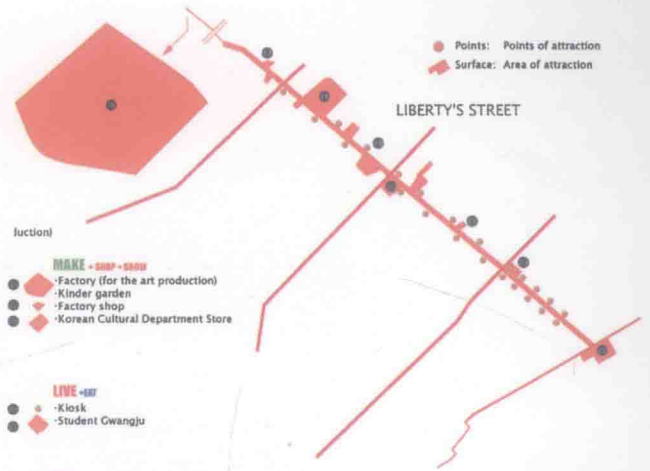 Points: Points of attraction
Surface: Area of attraction
LIBERTY'S STREET
juction)
MAKE +SHOP+SHOW
·Factory (for the art production)
·Kinder garden
·Factory shop
·Korean Cultural Department Store
LIVE +EAT
·Kiosk
·Student Gwangju